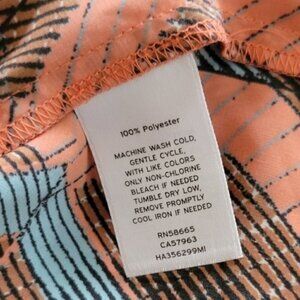 100% Polyester
MACHINE WASH COLD,
GENTLE CYCLE,
WITH LIKE COLORS
ONLY NON-CHLORINE
BLEACH IF NEEDED
TUMBLE DRY LOW,
REMOVE PROMPTLY
COOL IRON IF NEEDED
RN58665
CA57963
HA356299MI